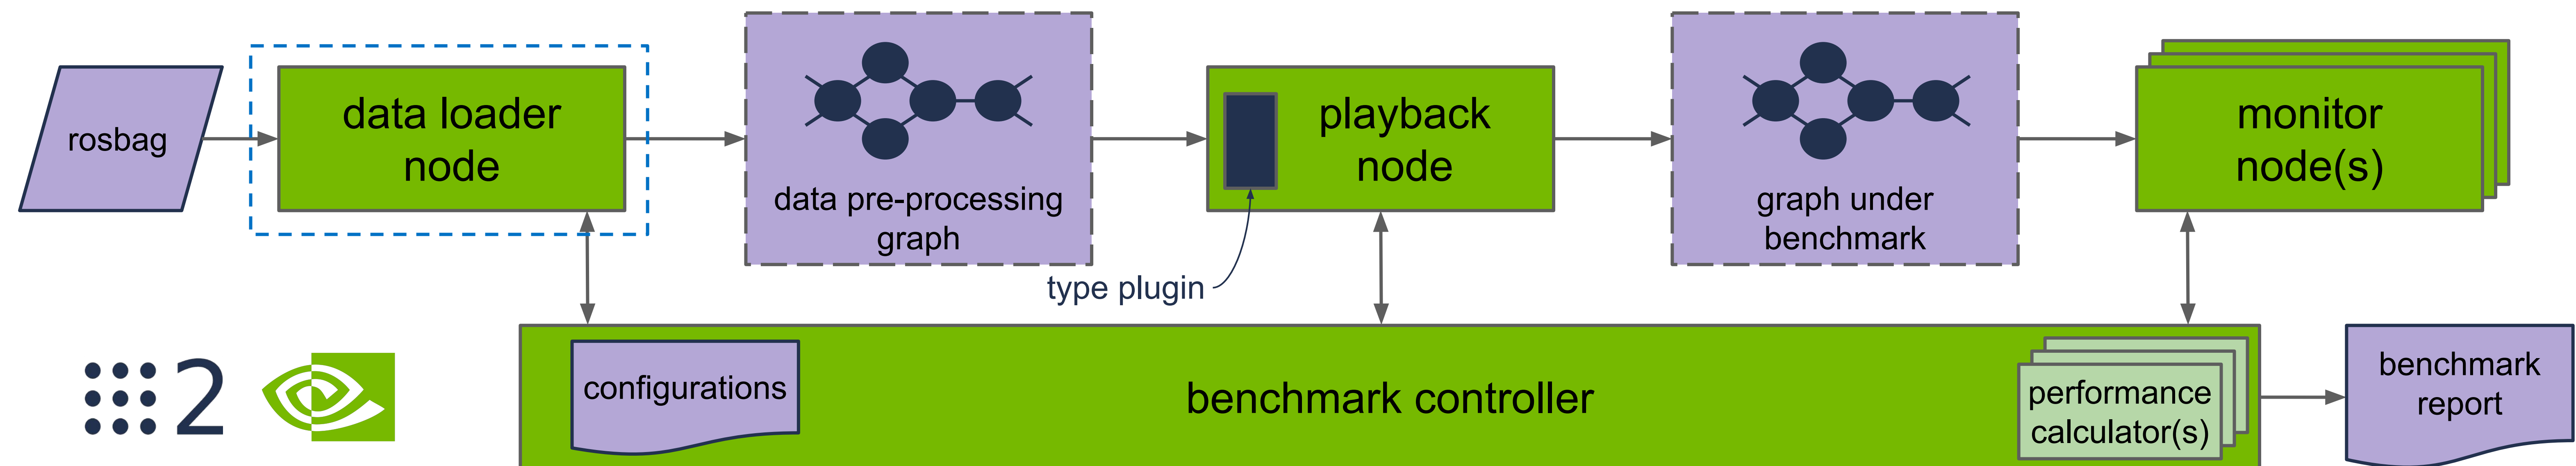 rosbag
data loader
node
data pre-processing
graph
type plugin
playback
node
graph under
benchmark
monitor
node(s)
2
configurations
benchmark controller
performance
calculator(s)
benchmark
report